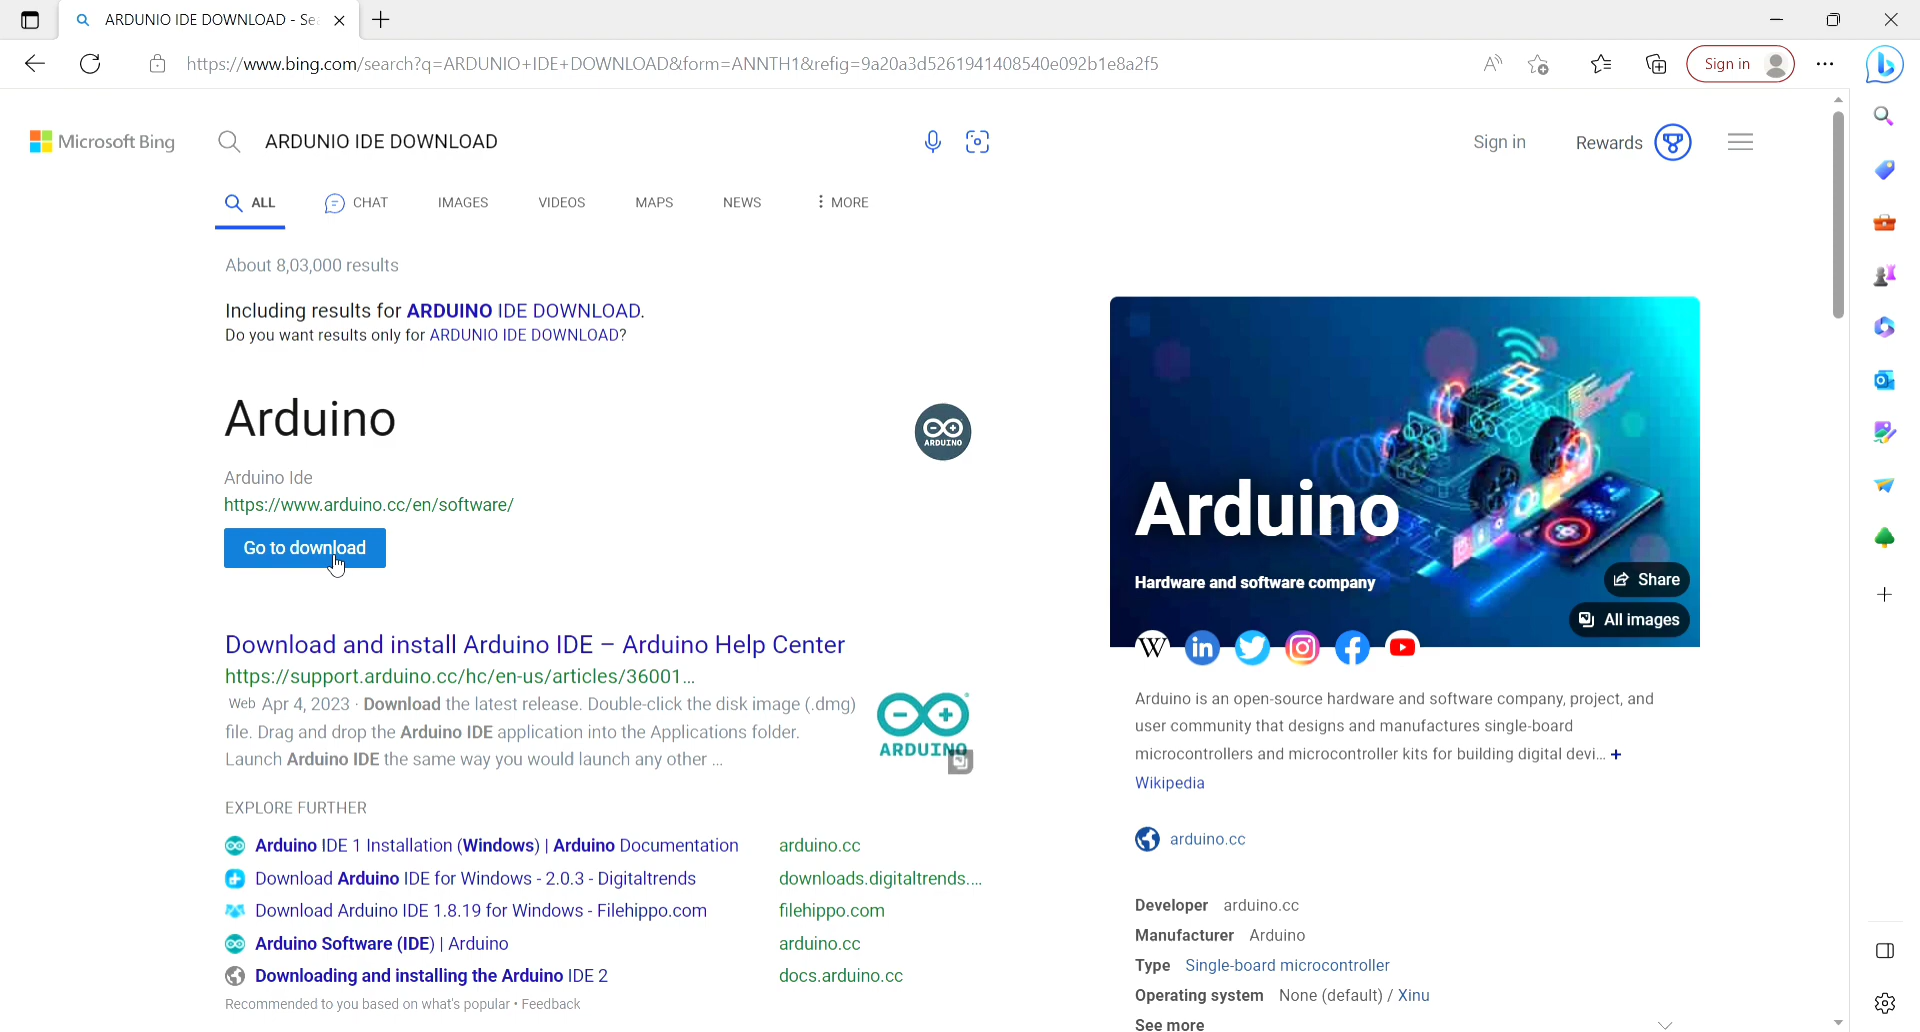 ARDUNIO IDE DOWNLOAD - Se
https://www.bing.com/search?q=ARDUNIO+IDE+DOWNLOAD&form=ANNTH1&refig=9a20a3d5261941408540e092b1e8a2f5
Sign in
Microsoft Bing
ARDUNIO IDE DOWNLOAD
Sign in
Rewards
ALL
CHAT
IMAGES
VIDEOS
MAPS
NEWS
MORE
About 8,03,000 results
Including results for ARDUINO IDE DOWNLOAD.
Do you want results only for ARDUNIO IDE DOWNLOAD?
Arduino
ARDUINO
Arduino Ide
https://www.arduino.cc/en/software/
Go to download
Download and install Arduino IDE – Arduino Help Center
https://support.arduino.cc/hc/en-us/articles/36001...
Web Apr 4, 2023 · Download the latest release. Double-click the disk image (.dmg)
file. Drag and drop the Arduino IDE application into the Applications folder.
Launch Arduino IDE the same way you would launch any other ...
ARDUINO
EXPLORE FURTHER
Arduino IDE 1 Installation (Windows) | Arduino Documentation arduino.cc
Download Arduino IDE for Windows - 2.0.3 - Digitaltrends downloads.digitaltrends....
Download Arduino IDE 1.8.19 for Windows - Filehippo.com filehippo.com
Arduino Software (IDE) | Arduino arduino.cc
Downloading and installing the Arduino IDE 2 docs.arduino.cc
Recommended to you based on what's popular • Feedback
Arduino
Hardware and software company
Share
All images
W
in
Arduino is an open-source hardware and software company, project, and
user community that designs and manufactures single-board
microcontrollers and microcontroller kits for building digital devi... +
Wikipedia
arduino.cc
Developer arduino.cc
Manufacturer Arduino
Type Single-board microcontroller
Operating system None (default) / Xinu
See more